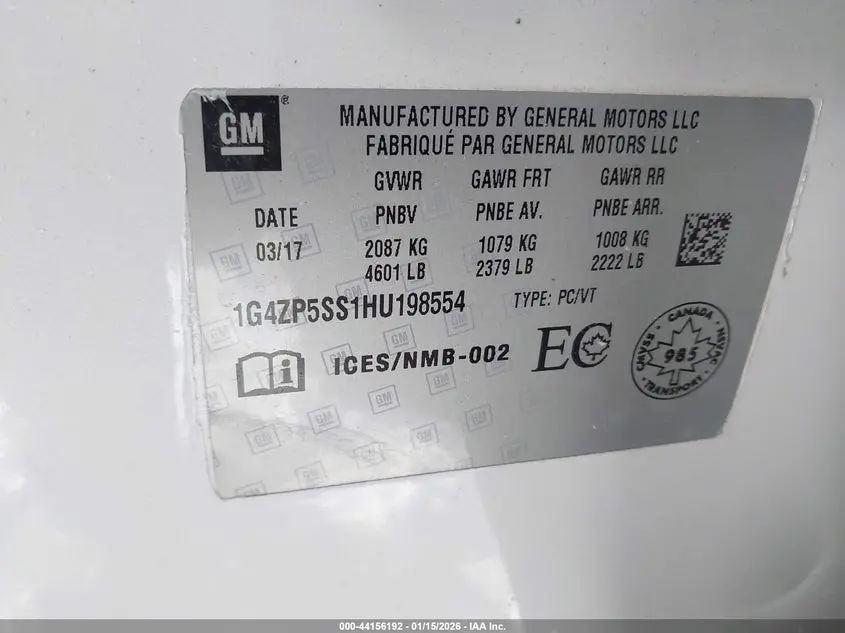 GM
MANUFACTURED BY GENERAL MOTORS LLC
FABRIQUÉ PAR GENERAL MOTORS LLC
GVWR GAWR FRT GAWR RR
DATE PNBV PNBE AV. PNBE ARR.
03/17 2087 KG 1079 KG 1008 KG
4601 LB 2379 LB 2222 LB
1G4ZP5SS1HU198554 TYPE: PC/VT
i ICES/NMB-002 EC
CANADA
CMVSS - NSVAC
985
TRANSPORT
000-44156192 - 01/15/2026 - IAA Inc.